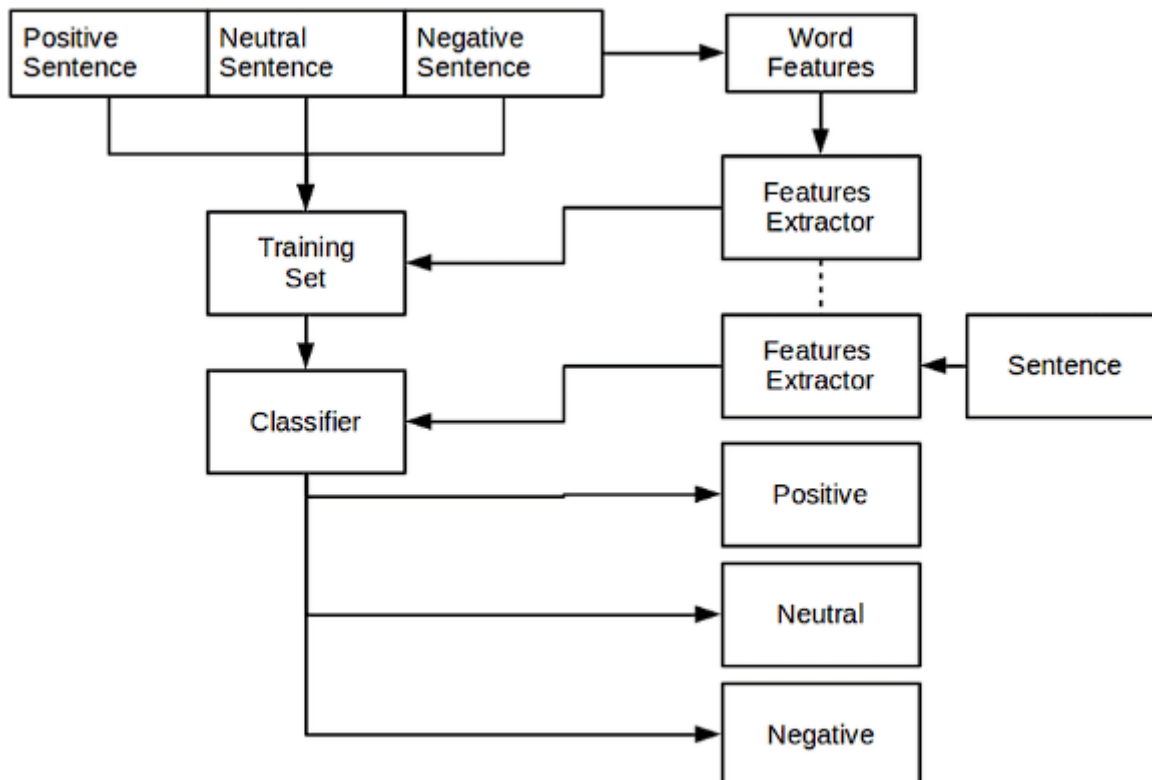 Positive
Sentence
Neutral
Sentence
Negative
Sentence
Word
Features
Features
Extractor
Training
Set
Features
Extractor
Sentence
Classifier
Positive
Neutral
Negative